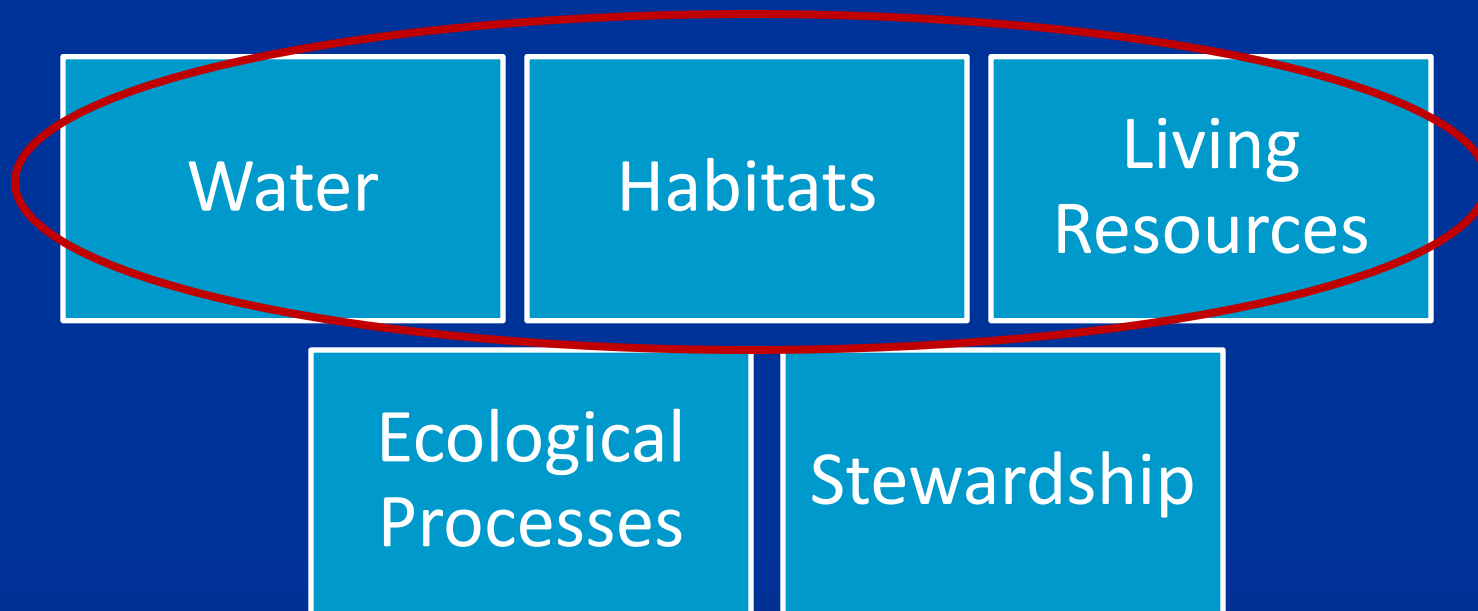 Water
Habitats
Living
Resources
Ecological
Processes
Stewardship